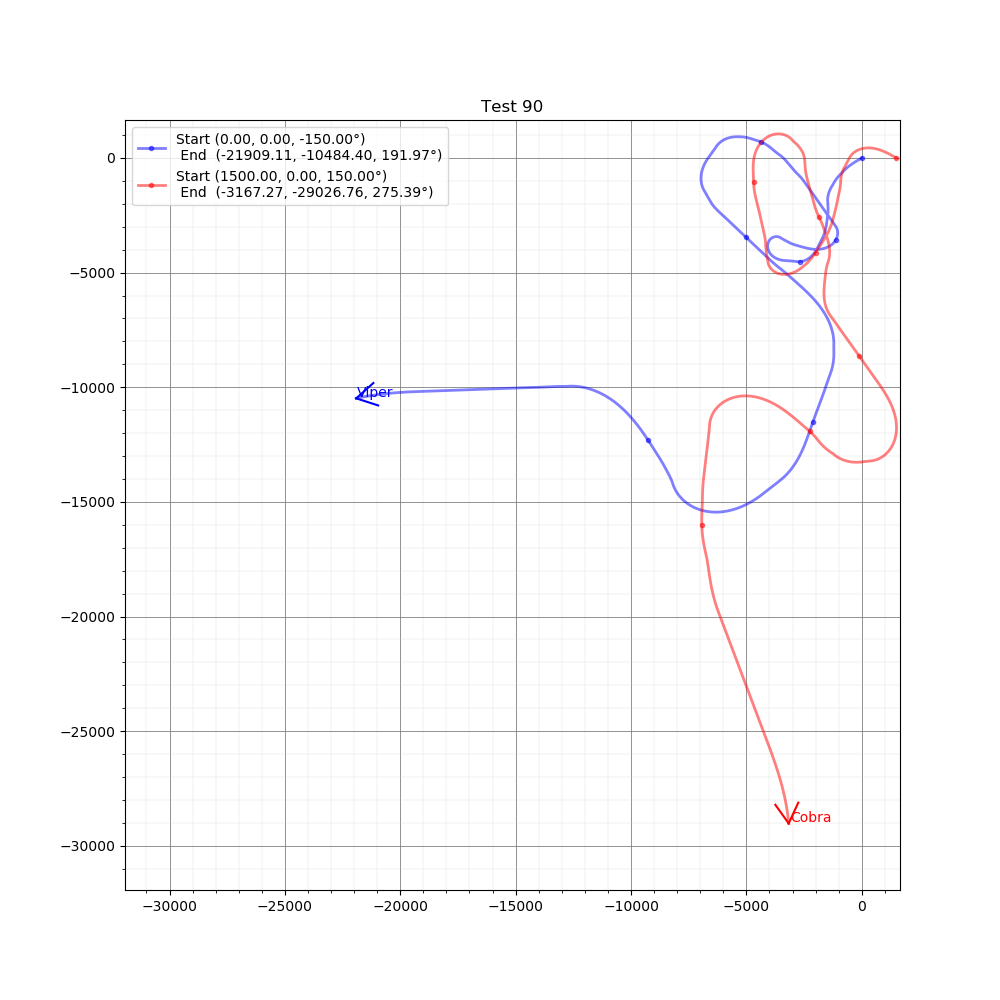 Test 90
Start (0.00, 0.00, -150.00°)
End  (-21909.11, -10484.40, 191.97°)
Start (1500.00, 0.00, 150.00°)
End  (-3167.27, -29026.76, 275.39°)
0
−5000
−10000
−15000
−20000
−25000
−30000
Viper
Cobra
−30000
−25000
−20000
−15000
−10000
−5000
0